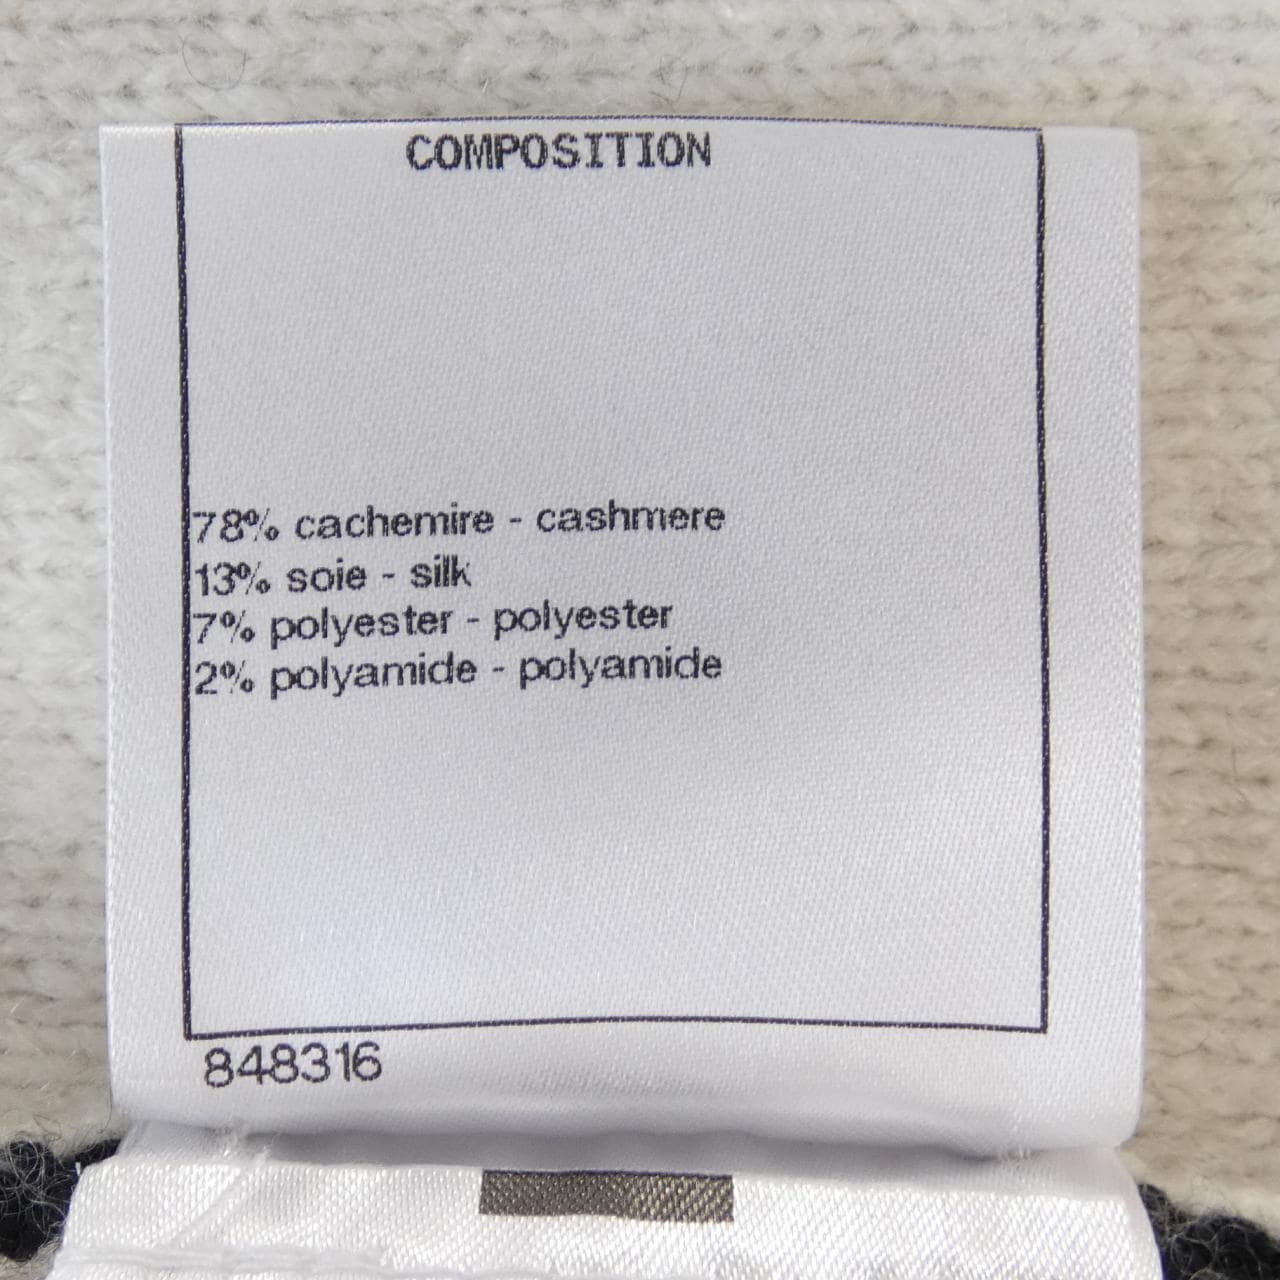 COMPOSITION
78% cachemire - cashmere
13% soie - silk
7% polyester - polyester
2% polyamide - polyamide
848316